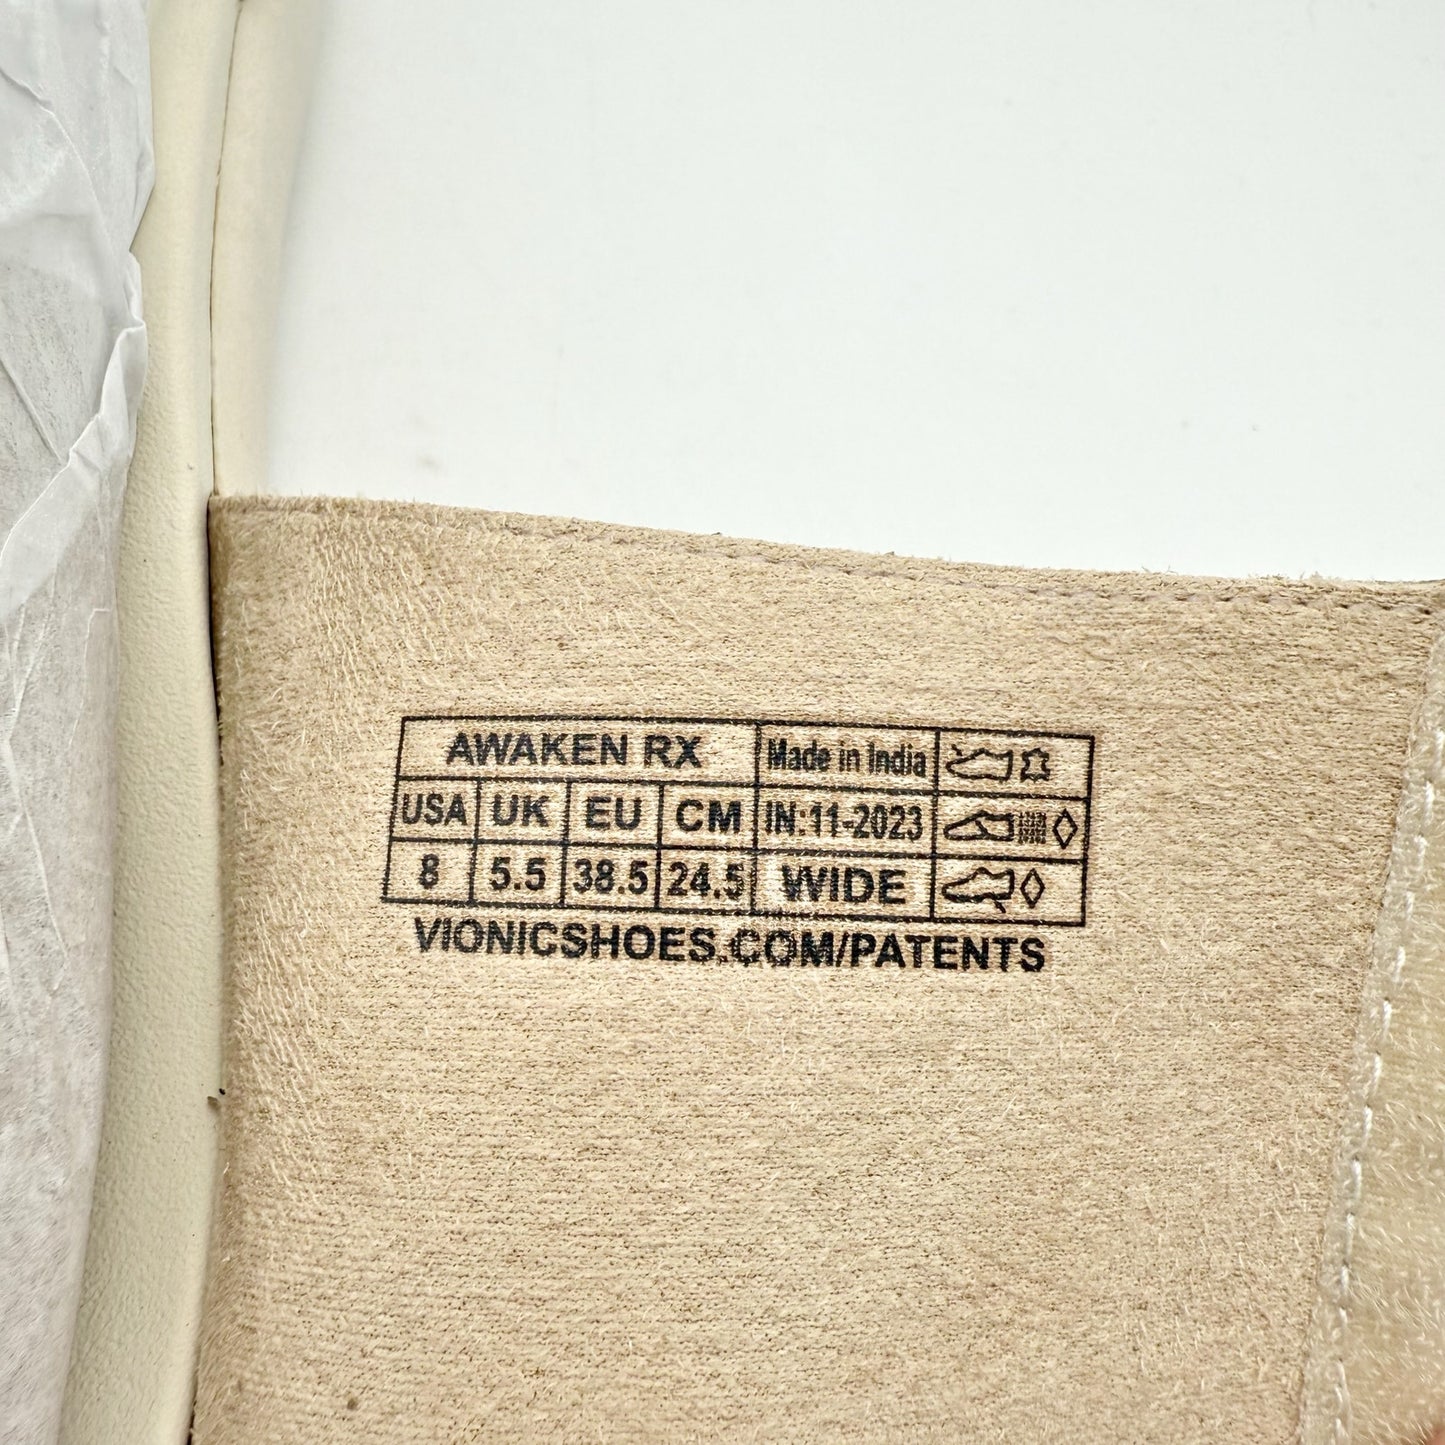 AWAKEN RX Made in India
USA UK EU CM IN:11-2023
8 5.5 38.5 24.5 WIDE
VIONICSHOES.COM/PATENTS